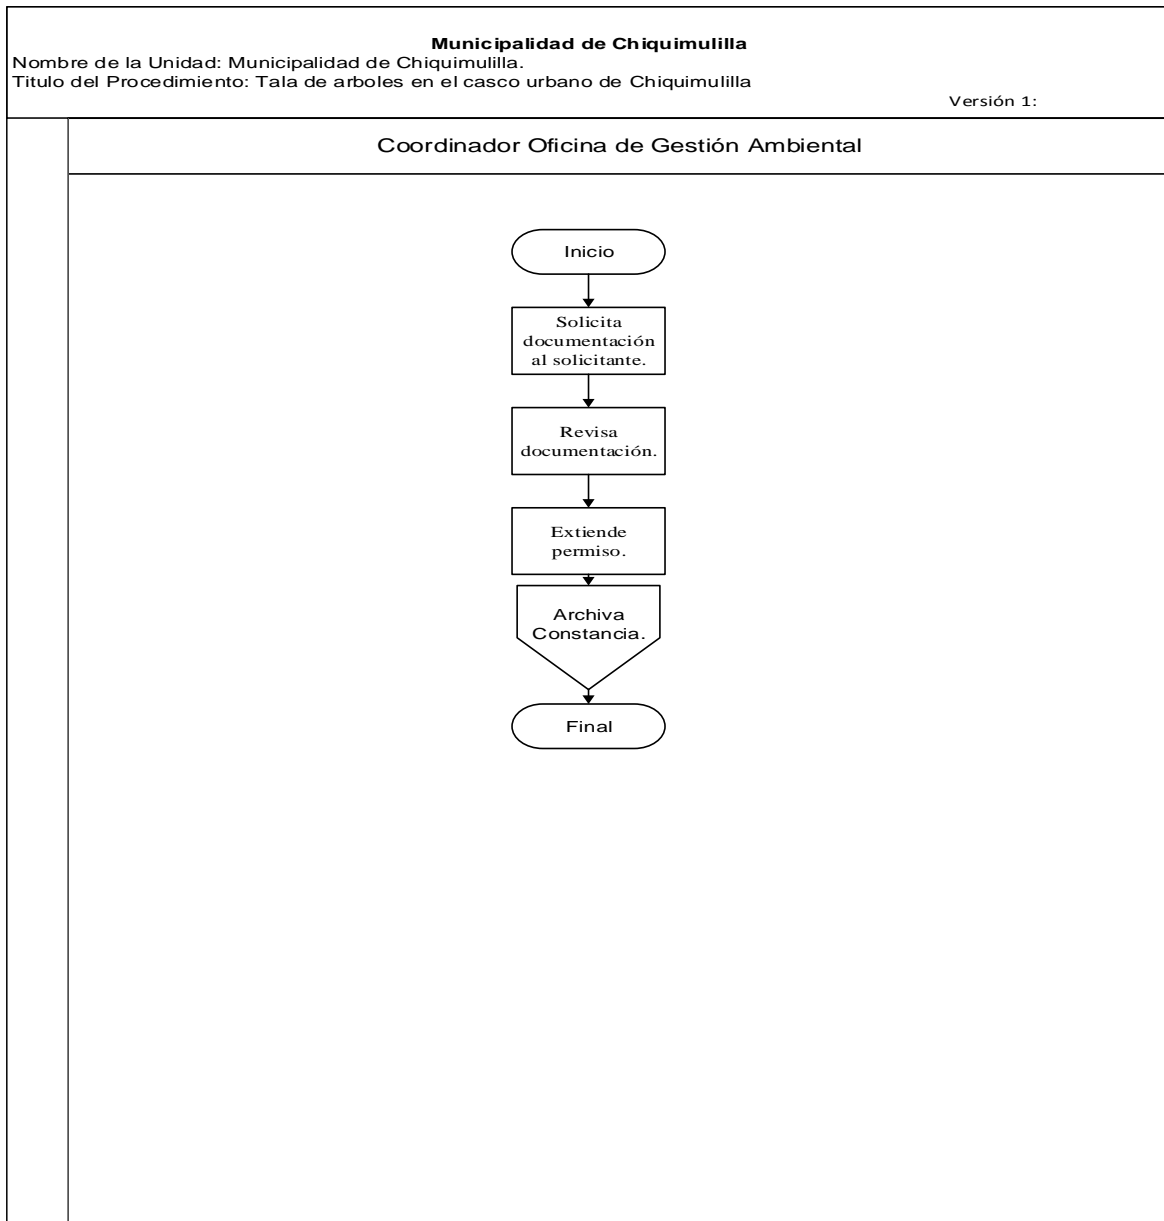 Municipalidad de Chiquimulilla
Nombre de la Unidad: Municipalidad de Chiquimulilla.
Titulo del Procedimiento: Tala de arboles en el casco urbano de Chiquimulilla
Versión 1:
Coordinador Oficina de Gestión Ambiental
Inicio
Solicita
documentación
al solicitante.
Revisa
documentación.
Extiende
permiso.
Archiva
Constancia.
Final